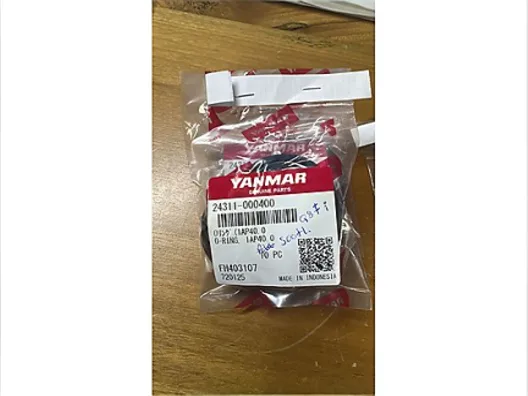 YANMAR
YANMAR
GENUINE PARTS
24311-000400
Oリング (1AP40.0
O-RING, 1AP40.0
10 PC
FH403107
720125
MADE IN INDONESIA